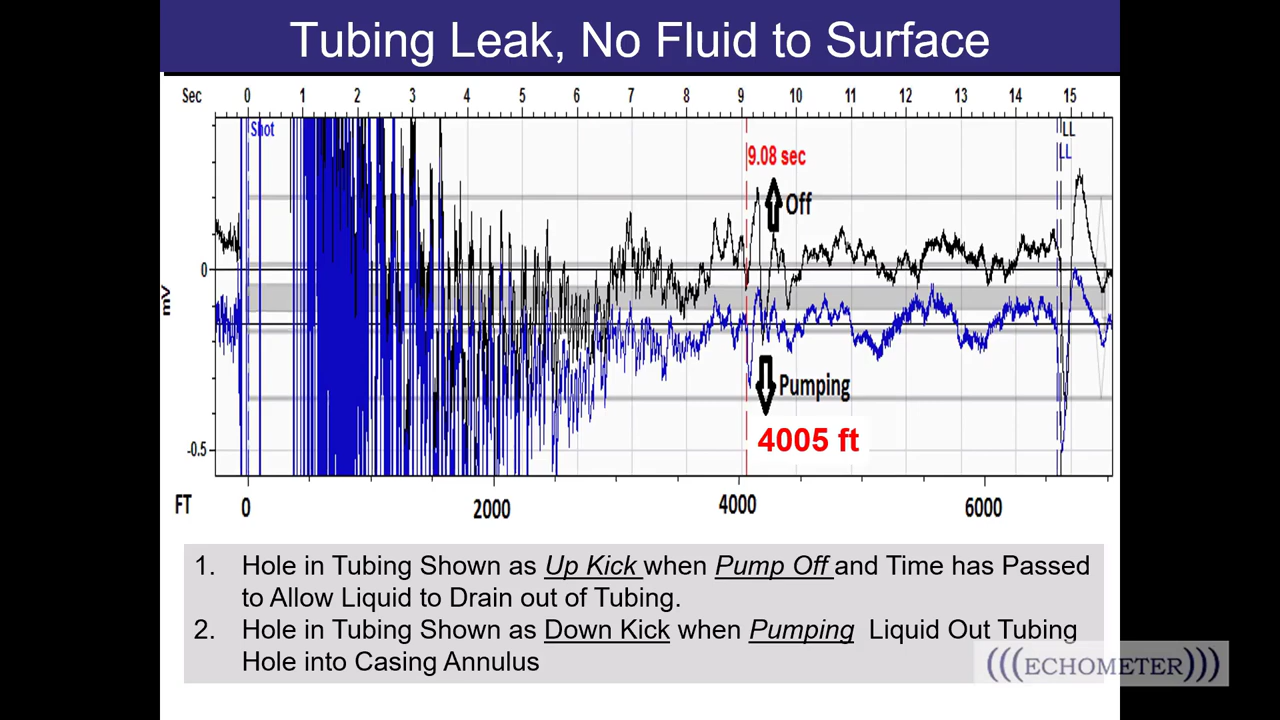 Tubing Leak, No Fluid to Surface
Sec 0 1 2 3 4 5 6 7 8 9 10 11 12 13 14 15
Shot
LL
LL
9.08 sec
Off
0
mV
Pumping
4005 ft
-0.5
FT 0 2000 4000 6000
1. Hole in Tubing Shown as Up Kick when Pump Off and Time has Passed
to Allow Liquid to Drain out of Tubing.
2. Hole in Tubing Shown as Down Kick when Pumping Liquid Out Tubing
Hole into Casing Annulus
(((ECHOMETER)))